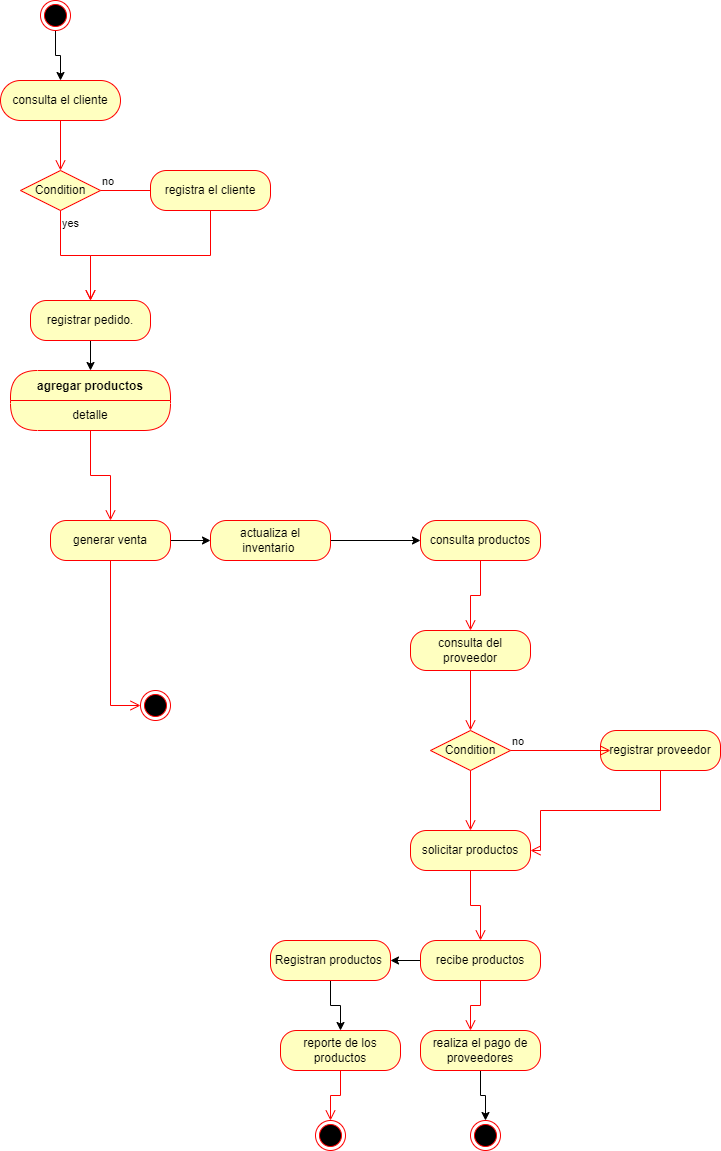 consulta el cliente
Condition
no
registra el cliente
yes
registrar pedido.
agregar productos
detalle
generar venta
actualiza el
inventario
consulta productos
consulta del
proveedor
Condition
no
registrar proveedor
solicitar productos
Registran productos
recibe productos
reporte de los
productos
realiza el pago de
proveedores